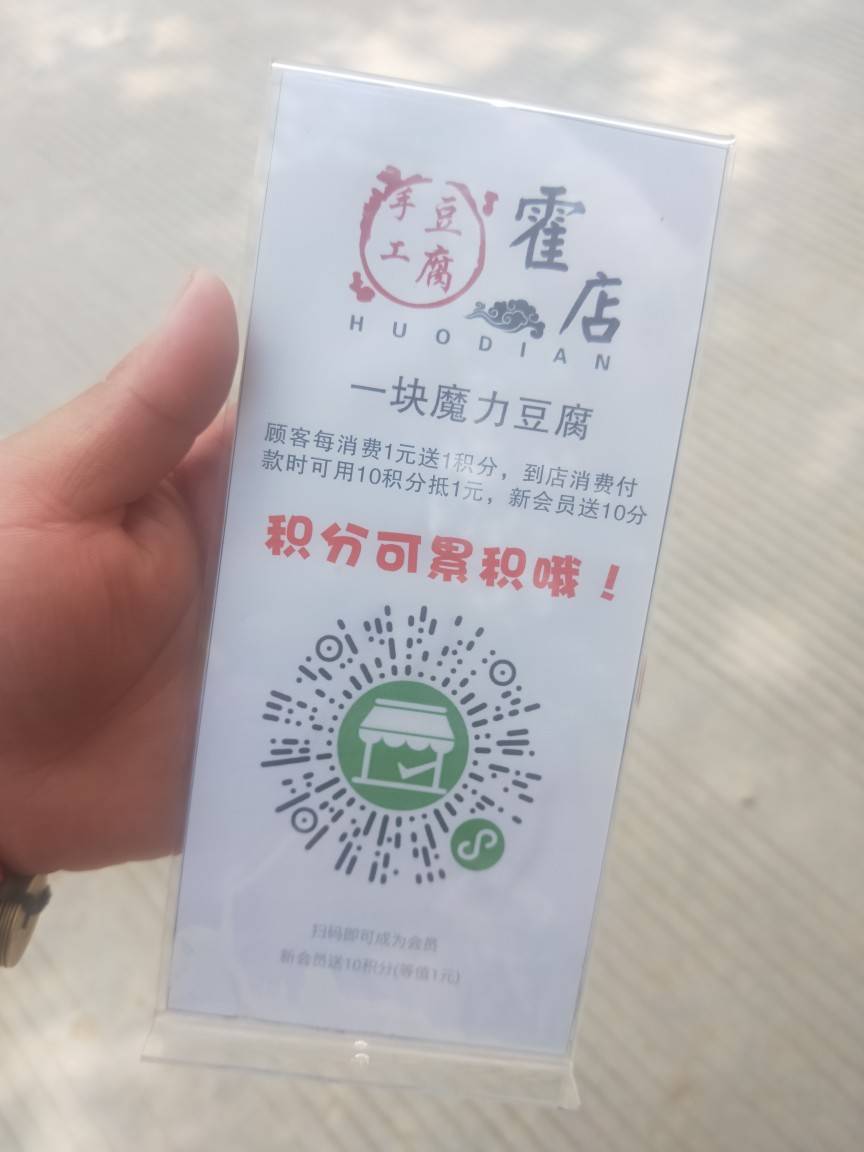 手工豆腐
霍店
HUODIAN
一块魔力豆腐
顾客每消费1元送1积分，到店消费付
款时可用10积分抵1元，新会员送10分
积分可累积哦！
扫码即可成为会员
新会员送10积分(等值1元)